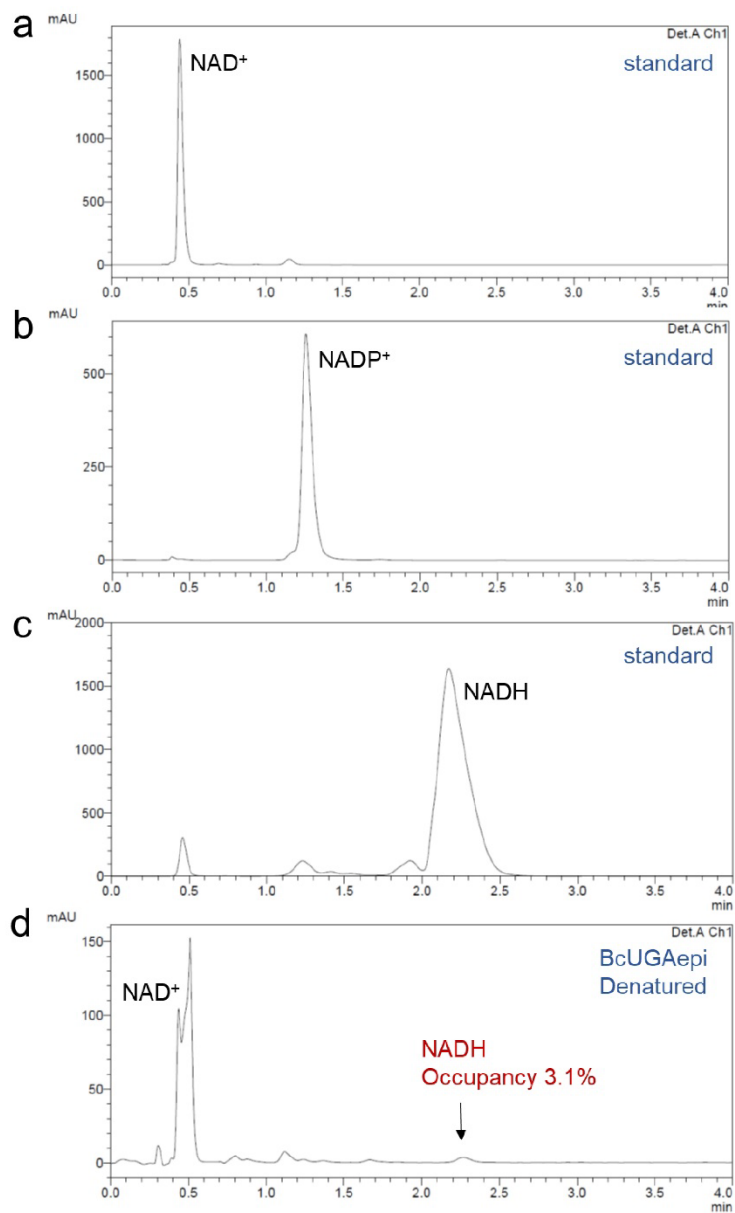 a
mAU
Det.A Ch1
NAD⁺
standard
1500
1000
500
0
0.0 0.5 1.0 1.5 2.0 2.5 3.0 3.5 4.0
min
b
mAU
Det.A Ch1
NADP⁺
standard
500
250
0
0.0 0.5 1.0 1.5 2.0 2.5 3.0 3.5 4.0
min
c
mAU
2000
Det.A Ch1
standard
NADH
1500
1000
500
0
0.0 0.5 1.0 1.5 2.0 2.5 3.0 3.5 4.0
min
d
mAU
Det.A Ch1
150
BcUGAepi
Denatured
NAD⁺
100
NADH
Occupancy 3.1%
50
0
0.0 0.5 1.0 1.5 2.0 2.5 3.0 3.5 4.0
min